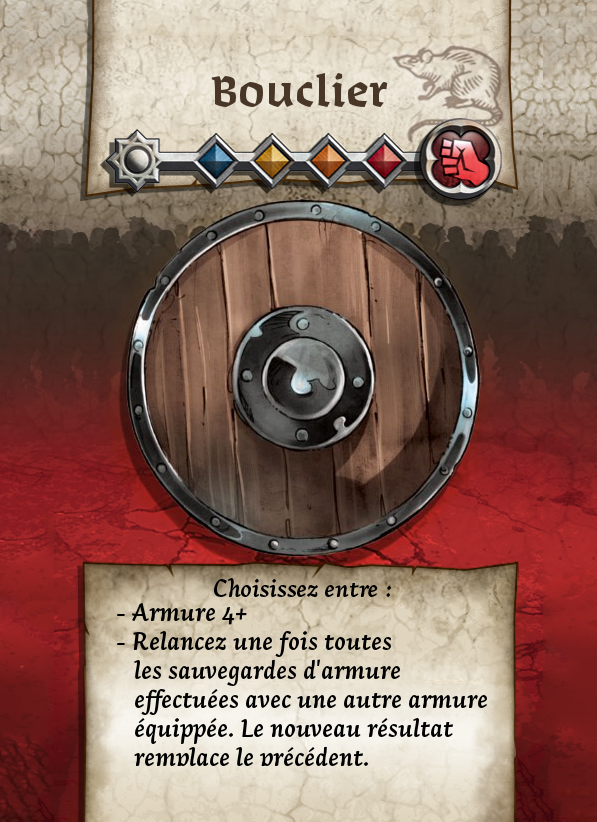 Bouclier
Choisissez entre :
- Armure 4+
- Relancez une fois toutes
les sauvegardes d'armure
effectuées avec une autre armure
équippée. Le nouveau résultat
remplace le précédent.